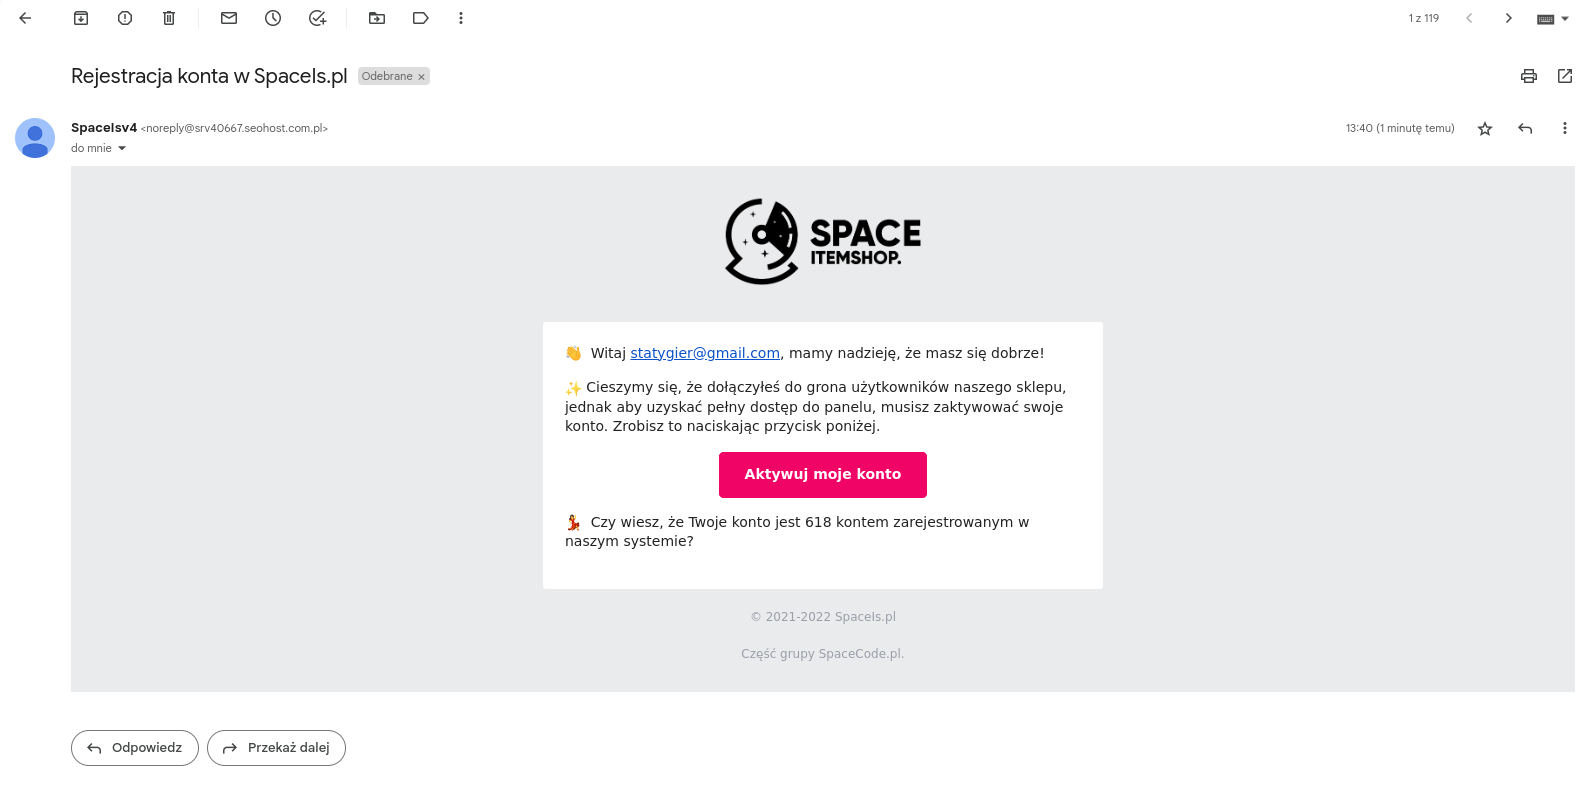 1 z 119
Rejestracja konta w SpaceIs.pl Odebrane ×
SpaceIsv4 <noreply@srv40667.seohost.com.pl>
13:40 (1 minutę temu)
do mnie
SPACE
ITEMSHOP.
👋 Witaj statygier@gmail.com, mamy nadzieję, że masz się dobrze!
✨ Cieszymy się, że dołączyłeś do grona użytkowników naszego sklepu,
jednak aby uzyskać pełny dostęp do panelu, musisz zaktywować swoje
konto. Zrobisz to naciskając przycisk poniżej.
Aktywuj moje konto
💃 Czy wiesz, że Twoje konto jest 618 kontem zarejestrowanym w
naszym systemie?
© 2021-2022 SpaceIs.pl
Część grupy SpaceCode.pl.
Odpowiedz
Przekaż dalej